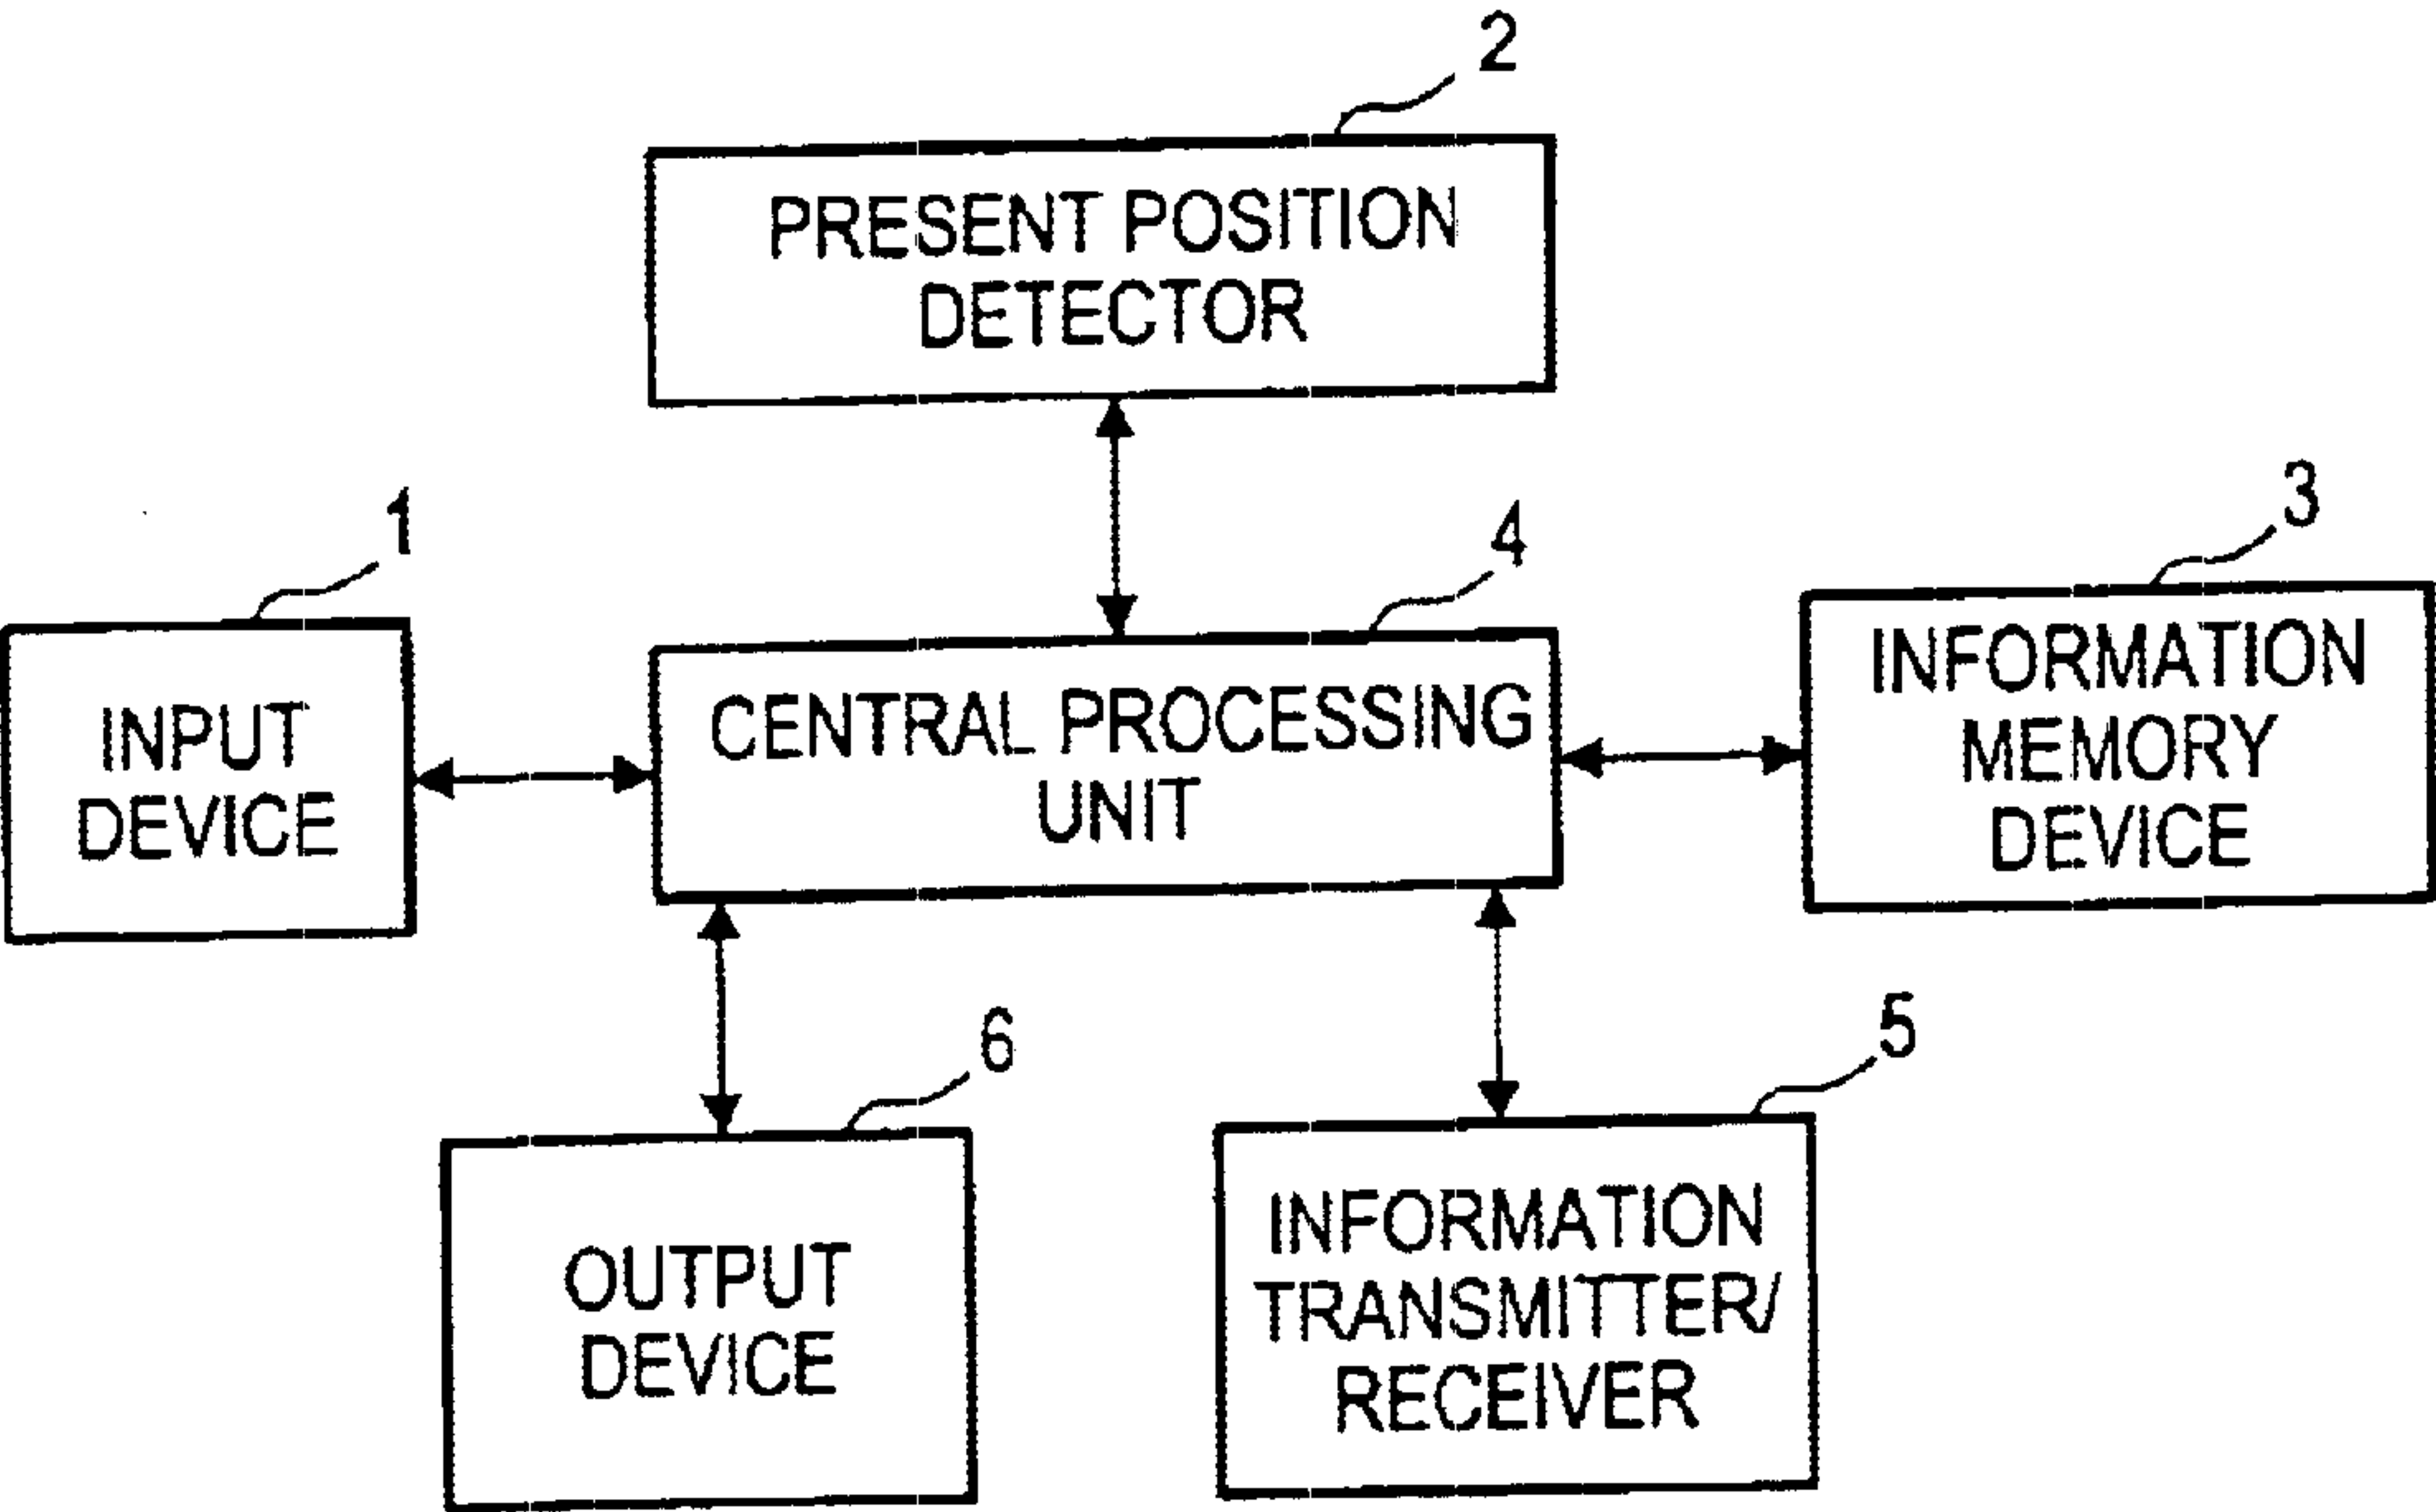 2
PRESENT POSITION
DETECTOR
1
4
3
INPUT
DEVICE
CENTRAL PROCESSING
UNIT
INFORMATION
MEMORY
DEVICE
6
5
OUTPUT
DEVICE
INFORMATION
TRANSMITTER/
RECEIVER